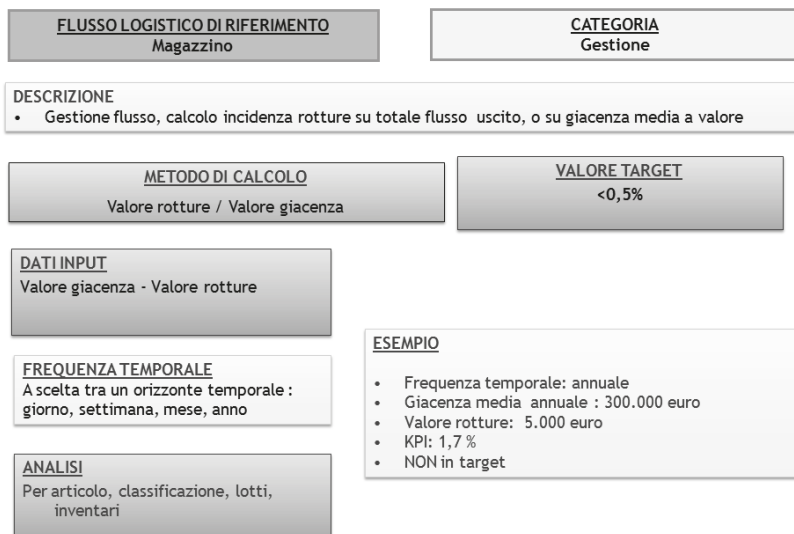 FLUSSO LOGISTICO DI RIFERIMENTO
Magazzino
CATEGORIA
Gestione
DESCRIZIONE
• Gestione flusso, calcolo incidenza rotture su totale flusso uscito, o su giacenza media a valore
METODO DI CALCOLO
Valore rotture / Valore giacenza
VALORE TARGET
<0,5%
DATI INPUT
Valore giacenza - Valore rotture
FREQUENZA TEMPORALE
A scelta tra un orizzonte temporale :
giorno, settimana, mese, anno
ANALISI
Per articolo, classificazione, lotti,
inventari
ESEMPIO
• Frequenza temporale: annuale
• Giacenza media annuale : 300.000 euro
• Valore rotture: 5.000 euro
• KPI: 1,7 %
• NON in target